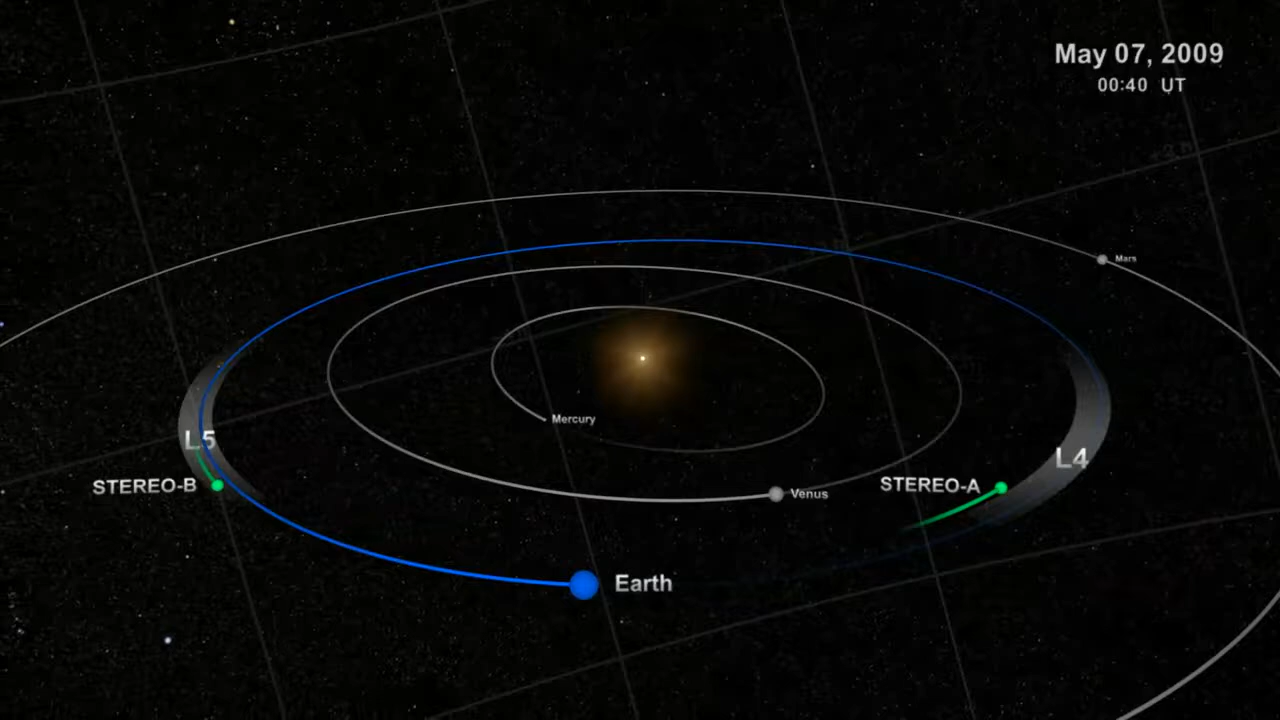 May 07, 2009
00:40 UT
Mars
Mercury
L5
L4
STEREO-B
STEREO-A
Venus
Earth